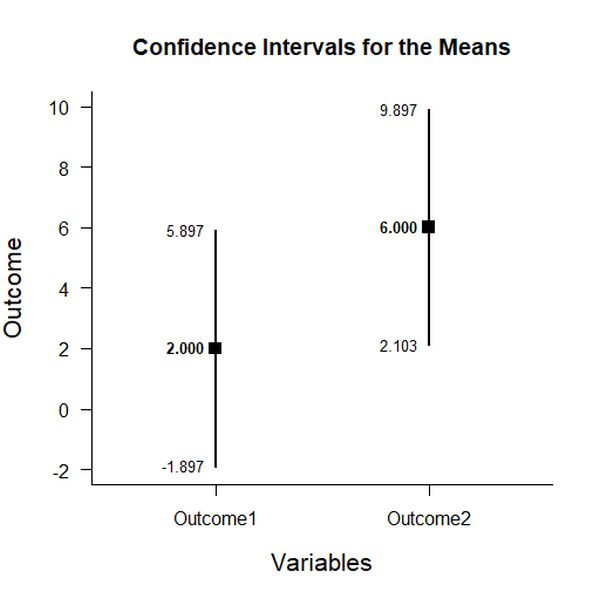 Confidence Intervals for the Means
Outcome
10
8
6
4
2
0
-2
5.897
2.000
-1.897
9.897
6.000
2.103
Outcome1
Outcome2
Variables